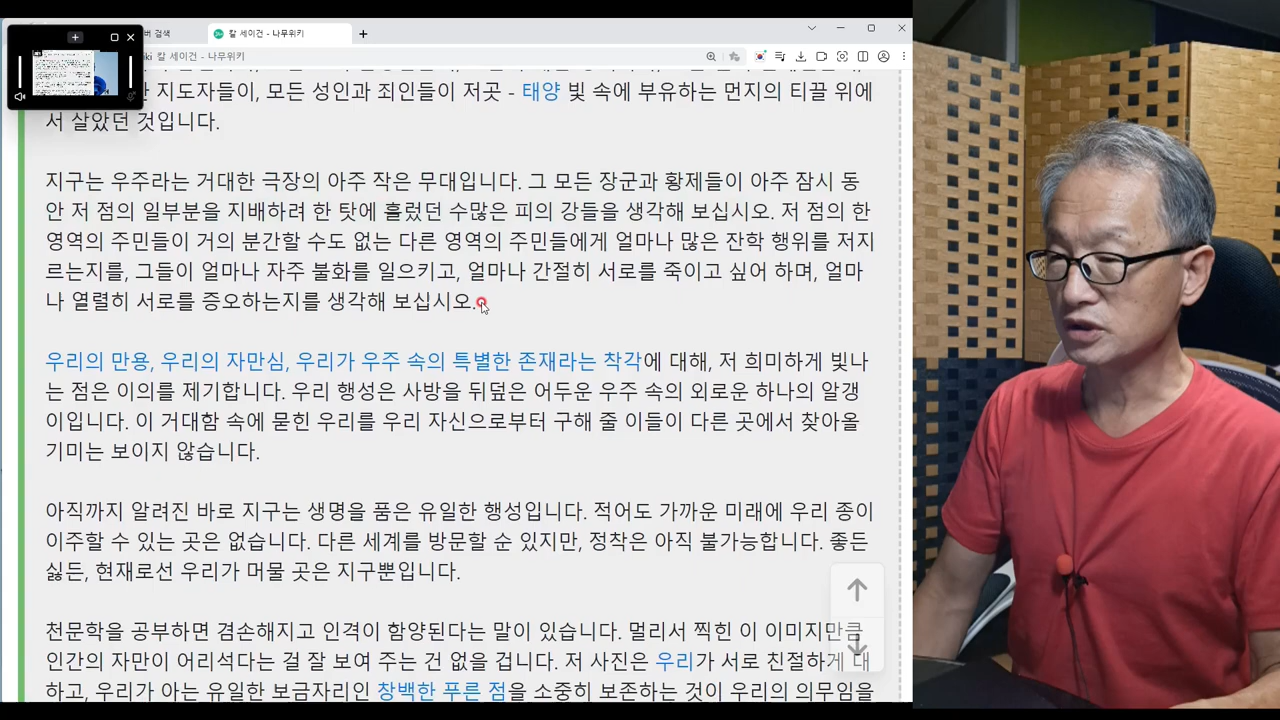 버 검색
칼 세이건 - 나무위키
iki 칼 세이건 - 나무위키
지도자들이, 모든 성인과 죄인들이 저곳 - 태양 빛 속에 부유하는 먼지의 티끌 위에
서 살았던 것입니다.
지구는 우주라는 거대한 극장의 아주 작은 무대입니다. 그 모든 장군과 황제들이 아주 잠시 동
안 저 점의 일부분을 지배하려 한 탓에 흘렀던 수많은 피의 강들을 생각해 보십시오. 저 점의 한
영역의 주민들이 거의 분간할 수도 없는 다른 영역의 주민들에게 얼마나 많은 잔학 행위를 저지
르는지를, 그들이 얼마나 자주 불화를 일으키고, 얼마나 간절히 서로를 죽이고 싶어 하며, 얼마
나 열렬히 서로를 증오하는지를 생각해 보십시오.
우리의 만용, 우리의 자만심, 우리가 우주 속의 특별한 존재라는 착각에 대해, 저 희미하게 빛나
는 점은 이의를 제기합니다. 우리 행성은 사방을 뒤덮은 어두운 우주 속의 외로운 하나의 알갱
이입니다. 이 거대함 속에 묻힌 우리를 우리 자신으로부터 구해 줄 이들이 다른 곳에서 찾아올
기미는 보이지 않습니다.
아직까지 알려진 바로 지구는 생명을 품은 유일한 행성입니다. 적어도 가까운 미래에 우리 종이
이주할 수 있는 곳은 없습니다. 다른 세계를 방문할 순 있지만, 정착은 아직 불가능합니다. 좋든
싫든, 현재로선 우리가 머물 곳은 지구뿐입니다.
천문학을 공부하면 겸손해지고 인격이 함양된다는 말이 있습니다. 멀리서 찍힌 이 이미지만큼
인간의 자만이 어리석다는 걸 잘 보여 주는 건 없을 겁니다. 저 사진은 우리가 서로 친절하게 대
하고, 우리가 아는 유일한 보금자리인 창백한 푸른 점을 소중히 보존하는 것이 우리의 의무임을